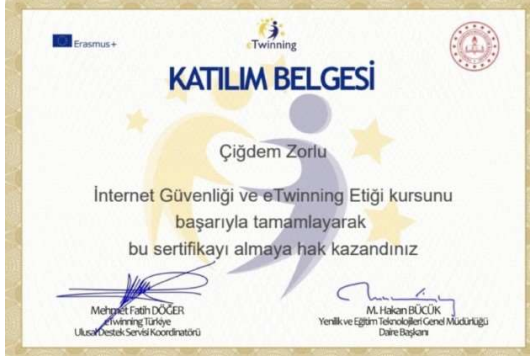 Erasmus+
eTwinning
KATILIM BELGESİ
Çiğdem Zorlu
İnternet Güvenliği ve eTwinning Etiği kursunu
başarıyla tamamlayarak
bu sertifikayı almaya hak kazandınız
Mehmet Fatih DÖĞER
eTwinning Türkiye
Ulusal Destek Servisi Koordinatörü
M. Hakan BÜCÜK
Yenilik ve Eğitim Teknolojileri Genel Müdürlüğü
Daire Başkanı